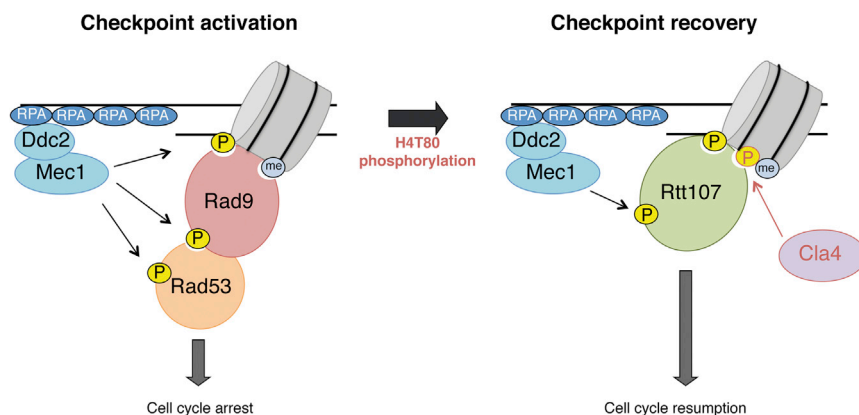 Checkpoint activation
RPA RPA RPA RPA
Ddc2
Mec1
P
me
Rad9
P
P
Rad53
Cell cycle arrest
H4T80
phosphorylation
Checkpoint recovery
RPA RPA RPA RPA
Ddc2
Mec1
P
P
me
Rtt107
P
Cla4
Cell cycle resumption